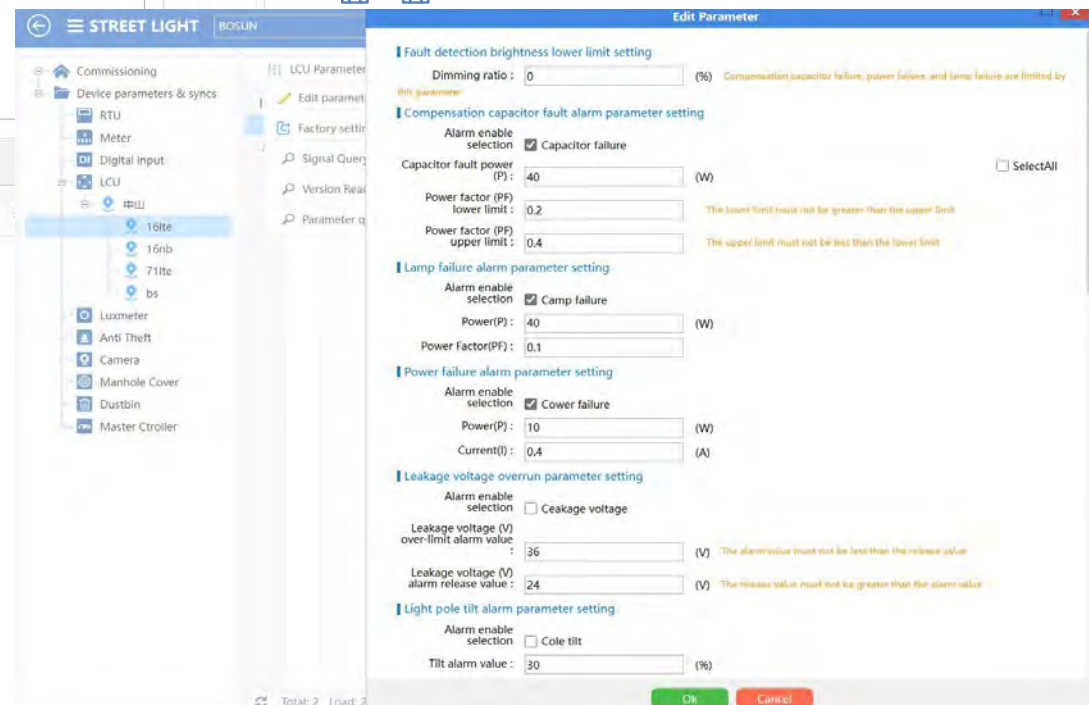 Edit Parameter
STREET LIGHT BOSUN
Commissioning
Device parameters & syncs
RTU
Meter
DI Digital input
LCU
中山
16lte
16nb
71lte
bs
Luxmeter
Anti Theft
Camera
Manhole Cover
Dustbin
Master Ctroller
LCU Parameter
Edit paramet
Factory settin
Signal Query
Version Rea
Parameter q
Total: 2 Load: 2
Fault detection brightness lower limit setting
Dimming ratio : 0 (%) Compensation capacitor failure, power failure, and lamp failure are limited by
this parameter
Compensation capacitor fault alarm parameter setting
Alarm enable
selection Capacitor failure
SelectAll
Capacitor fault power
(P) : 40 (W)
Power factor (PF)
lower limit : 0.2 The lower limit must not be greater than the upper limit
Power factor (PF)
upper limit : 0.4 The upper limit must not be less than the lower limit
Lamp failure alarm parameter setting
Alarm enable
selection Camp failure
Power(P) : 40 (W)
Power Factor(PF) : 0.1
Power failure alarm parameter setting
Alarm enable
selection Cower failure
Power(P) : 10 (W)
Current(I) : 0.4 (A)
Leakage voltage overrun parameter setting
Alarm enable
selection Ceakage voltage
Leakage voltage (V)
over-limit alarm value
: 36 (V) The alarm value must not be less than the release value
Leakage voltage (V)
alarm release value : 24 (V) The release value must not be greater than the alarm value
Light pole tilt alarm parameter setting
Alarm enable
selection Cole tilt
Tilt alarm value : 30 (%)
Ok Cancel